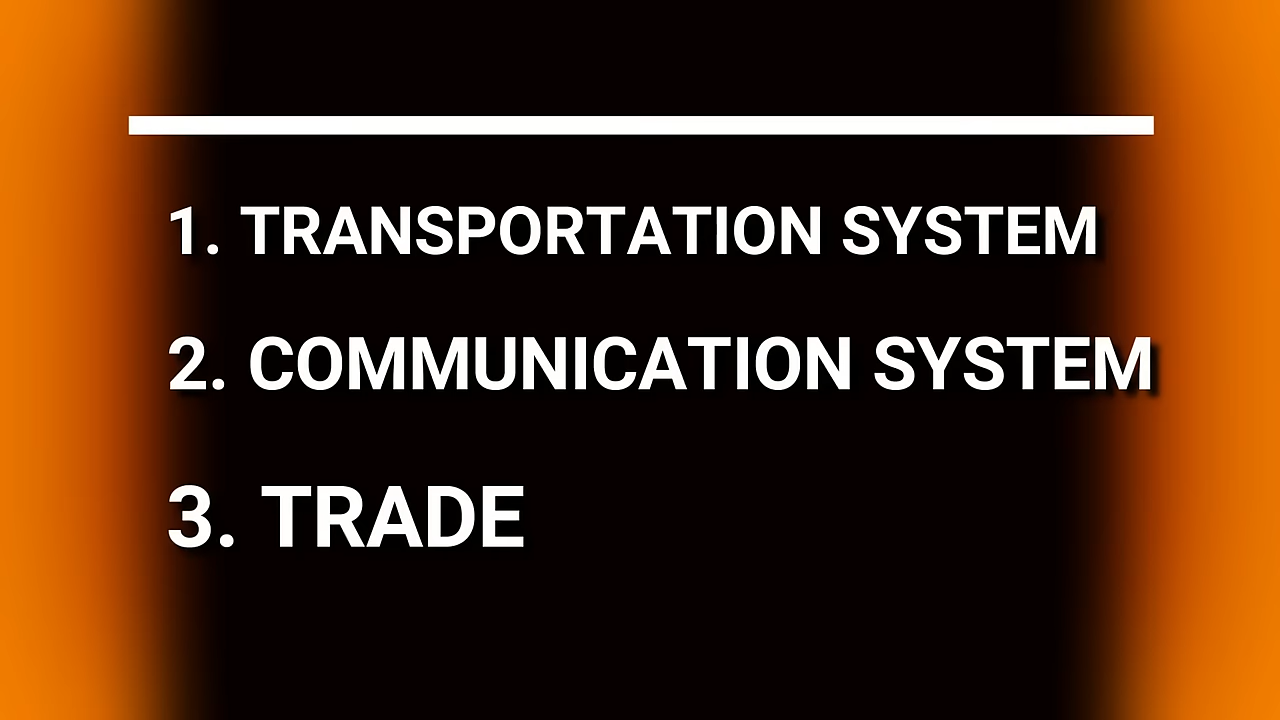 1. TRANSPORTATION SYSTEM
2. COMMUNICATION SYSTEM
3. TRADE